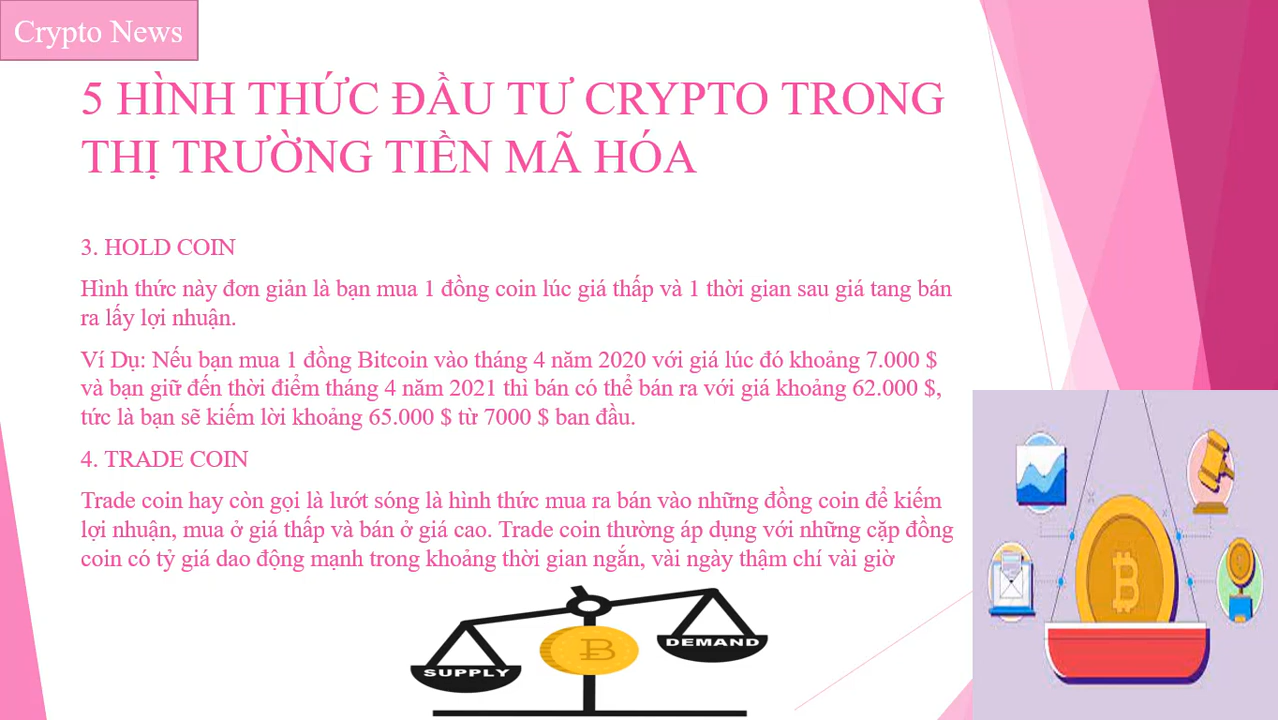 Crypto News
5 HÌNH THỨC ĐẦU TƯ CRYPTO TRONG
THỊ TRƯỜNG TIỀN MÃ HÓA
3. HOLD COIN
Hình thức này đơn giản là bạn mua 1 đồng coin lúc giá thấp và 1 thời gian sau giá tang bán
ra lấy lợi nhuận.
Ví Dụ: Nếu bạn mua 1 đồng Bitcoin vào tháng 4 năm 2020 với giá lúc đó khoảng 7.000 $
và bạn giữ đến thời điểm tháng 4 năm 2021 thì bán có thể bán ra với giá khoảng 62.000 $,
tức là bạn sẽ kiếm lời khoảng 65.000 $ từ 7000 $ ban đầu.
4. TRADE COIN
Trade coin hay còn gọi là lướt sóng là hình thức mua ra bán vào những đồng coin để kiếm
lợi nhuận, mua ở giá thấp và bán ở giá cao. Trade coin thường áp dụng với những cặp đồng
coin có tỷ giá dao động mạnh trong khoảng thời gian ngắn, vài ngày thậm chí vài giờ
SUPPLY
DEMAND